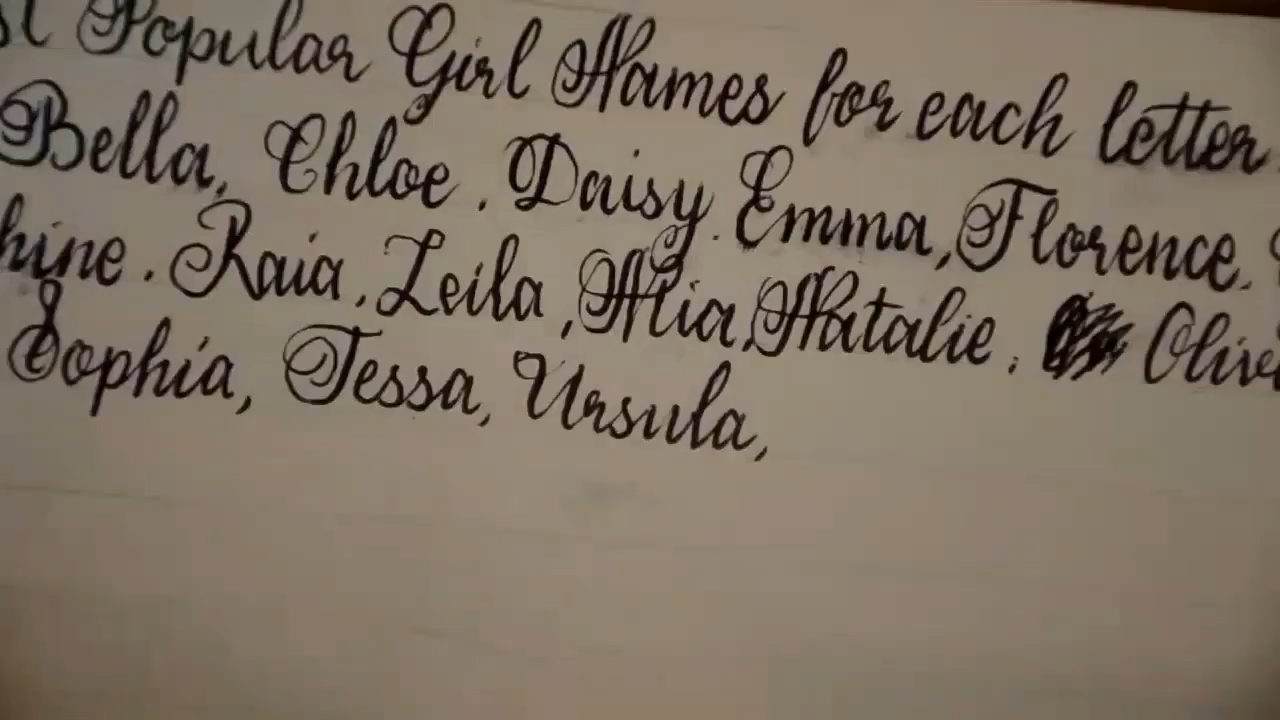 Popular Girl Names for each letter.
Bella, Chloe. Daisy. Emma, Florence.
hine. Kaia, Leila, Mia, Natalie. Olive
Sophia, Tessa, Ursula,